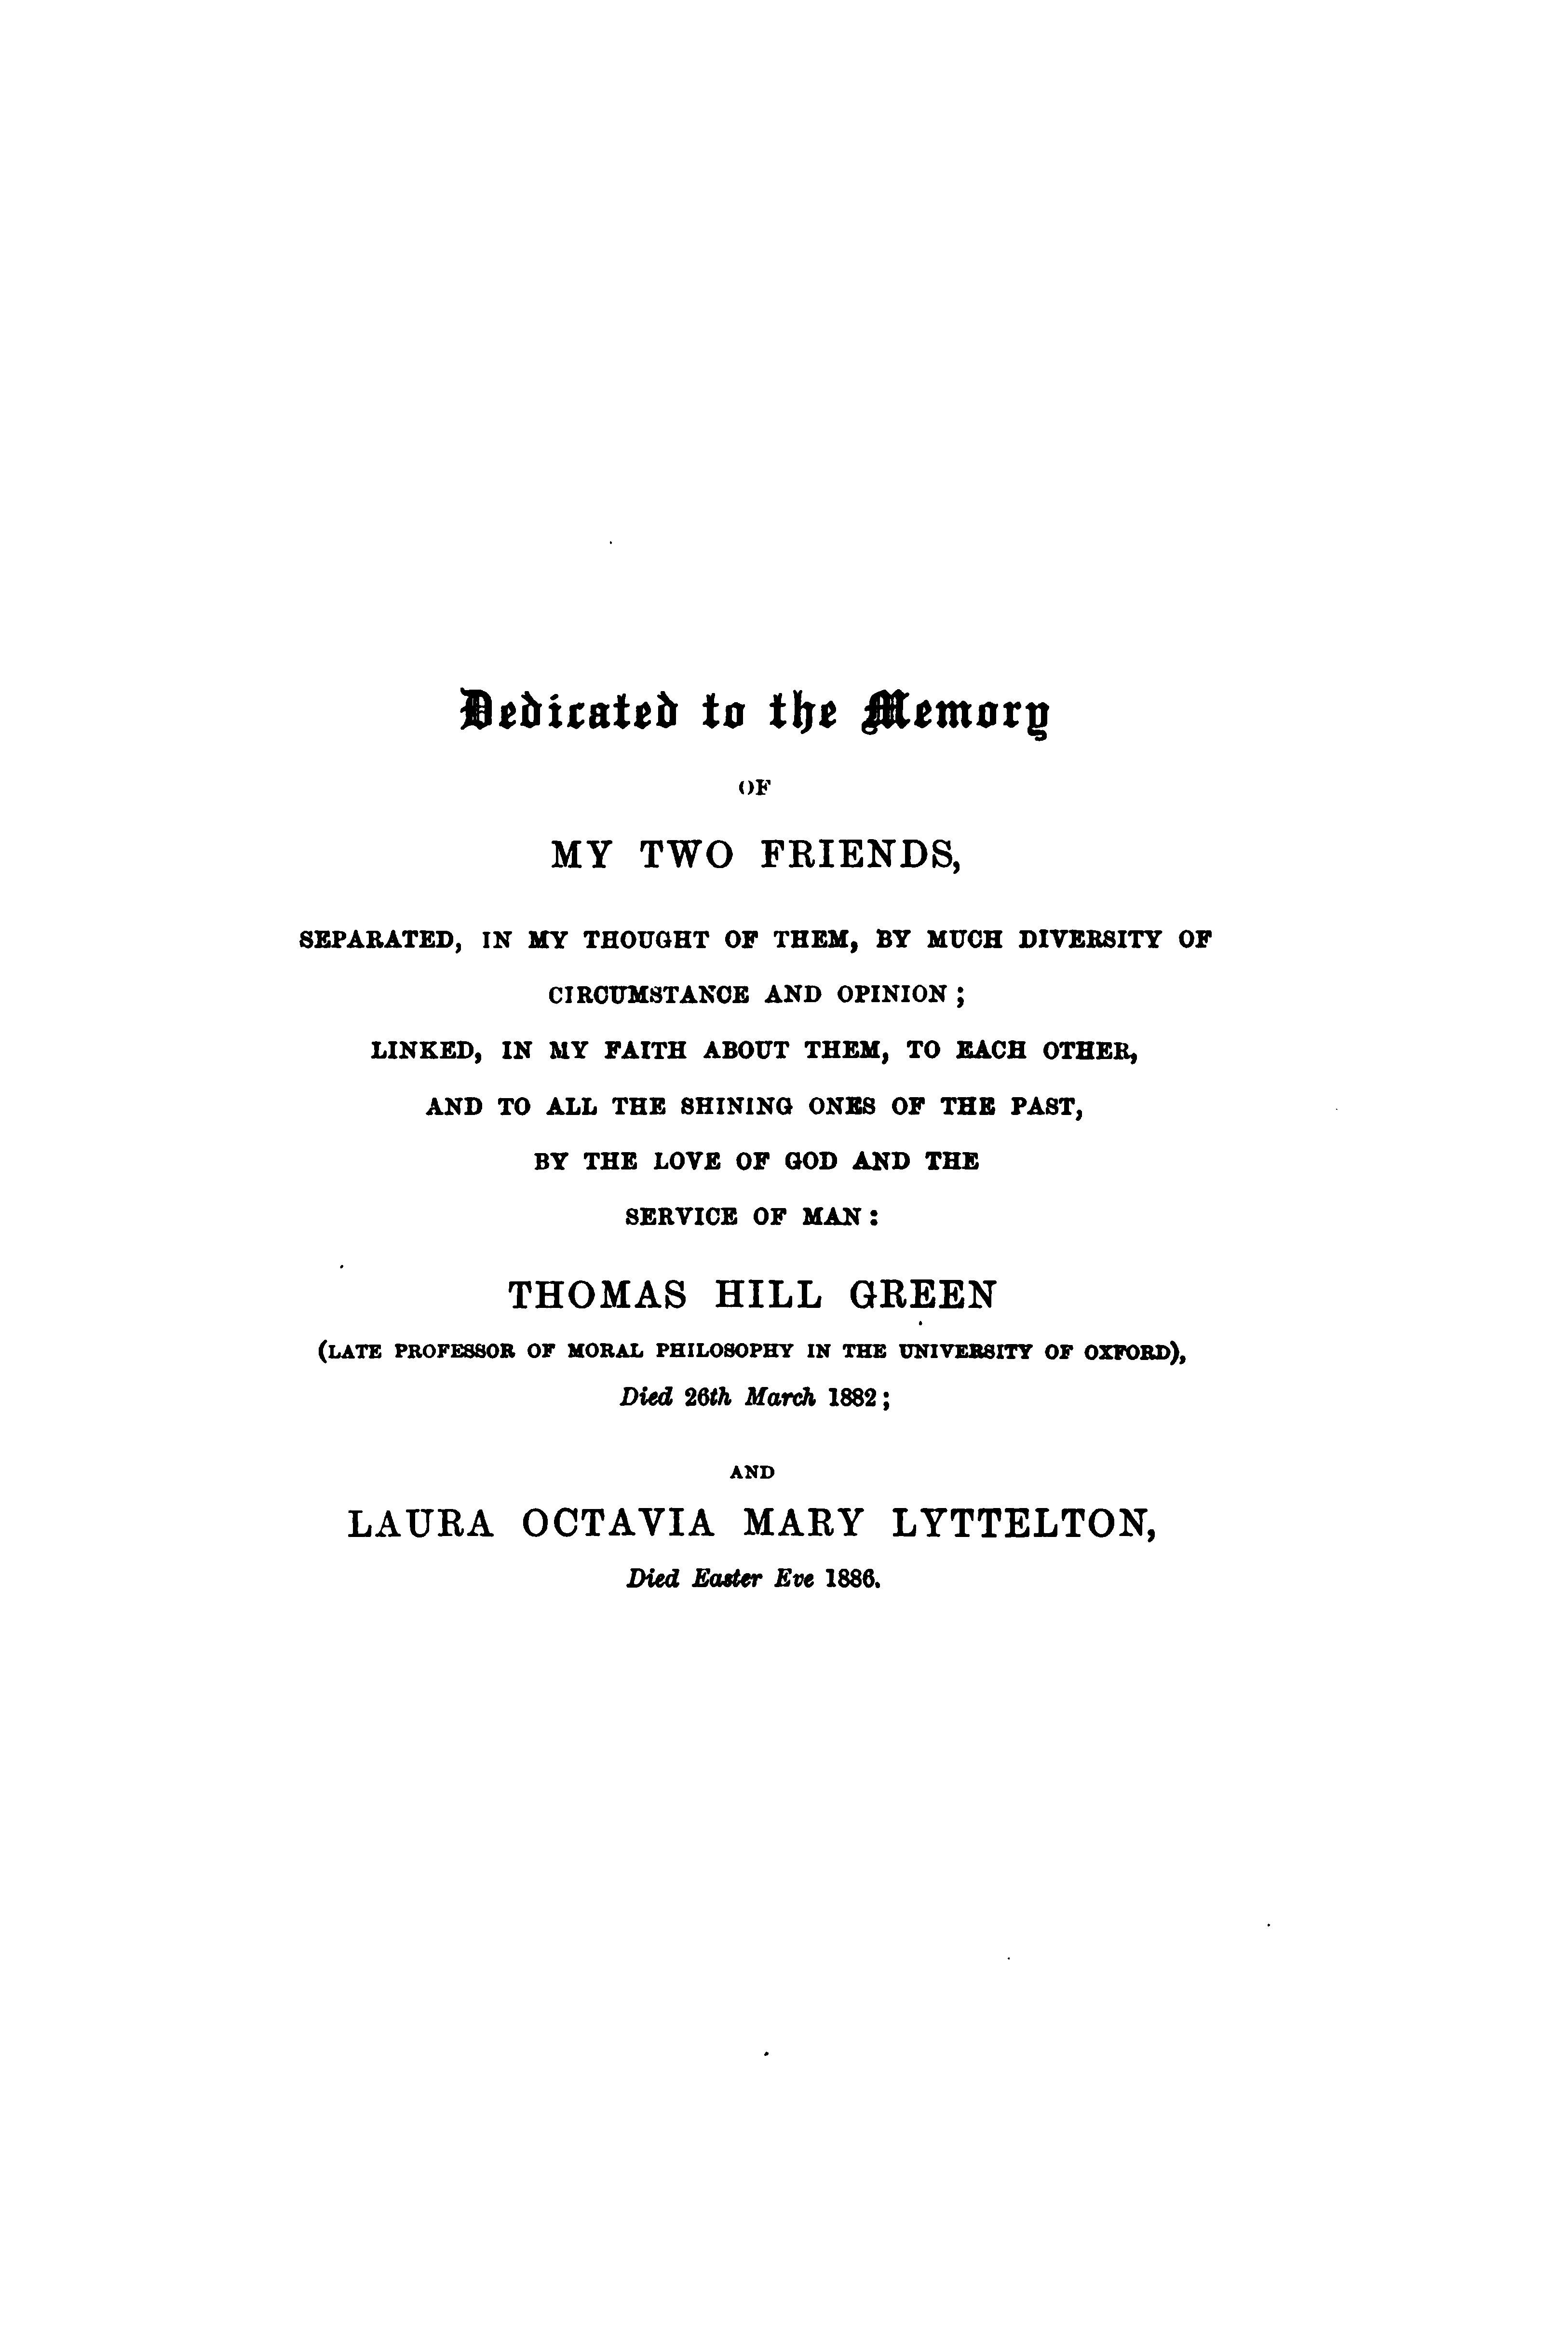 Dedicated to the Memory
OF
MY TWO FRIENDS,
SEPARATED, IN MY THOUGHT OF THEM, BY MUCH DIVERSITY OF
CIRCUMSTANCE AND OPINION;
LINKED, IN MY FAITH ABOUT THEM, TO EACH OTHER,
AND TO ALL THE SHINING ONES OF THE PAST,
BY THE LOVE OF GOD AND THE
SERVICE OF MAN:
THOMAS HILL GREEN
(LATE PROFESSOR OF MORAL PHILOSOPHY IN THE UNIVERSITY OF OXFORD),
Died 26th March 1882;
AND
LAURA OCTAVIA MARY LYTTELTON,
Died Easter Eve 1886.